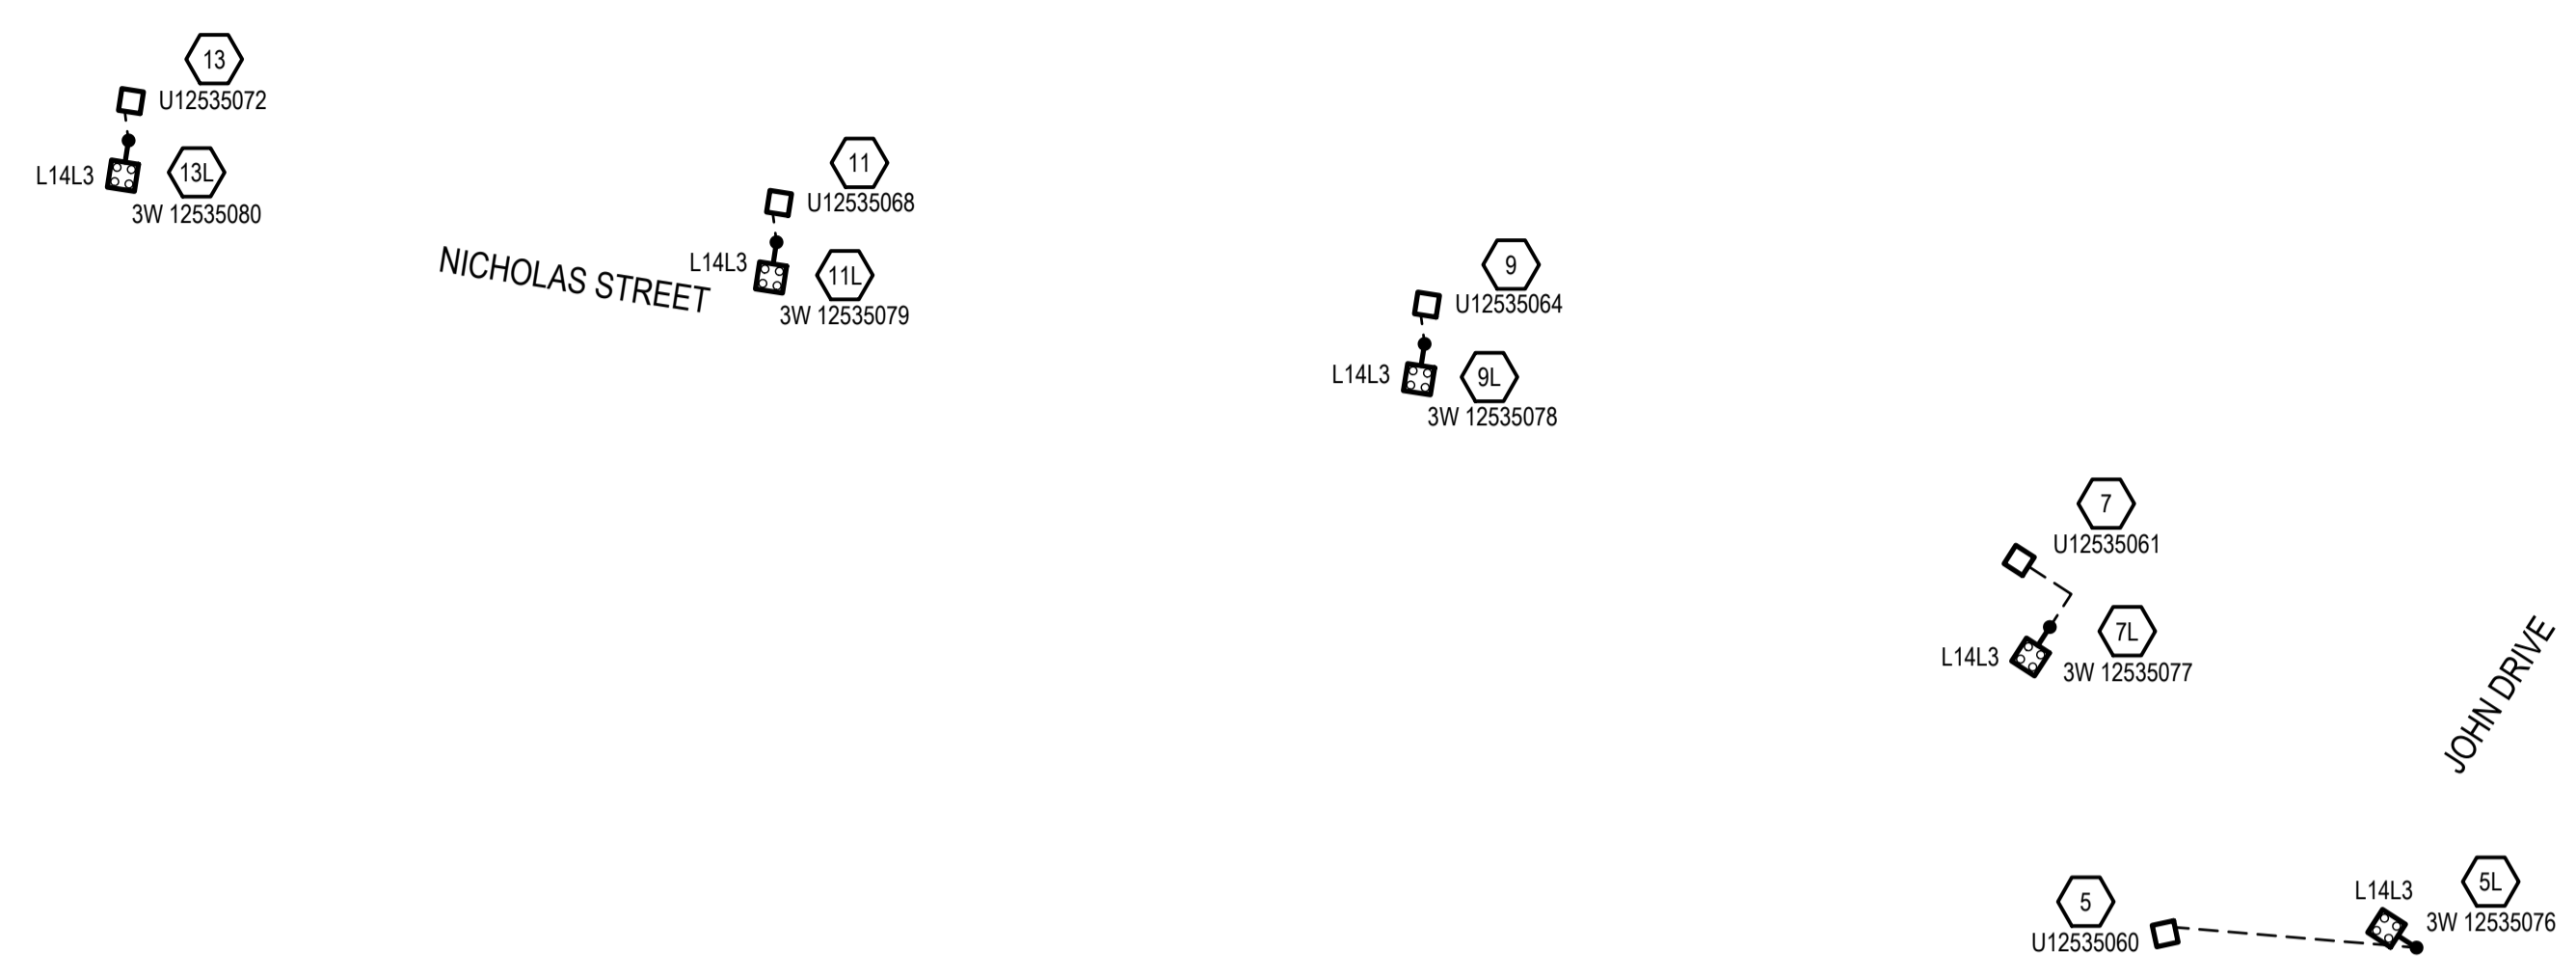 13
U12535072
L14L3
13L
3W 12535080
NICHOLAS STREET
11
U12535068
L14L3
11L
3W 12535079
9
U12535064
L14L3
9L
3W 12535078
7
U12535061
L14L3
7L
3W 12535077
JOHN DRIVE
5
U12535060
L14L3
5L
3W 12535076